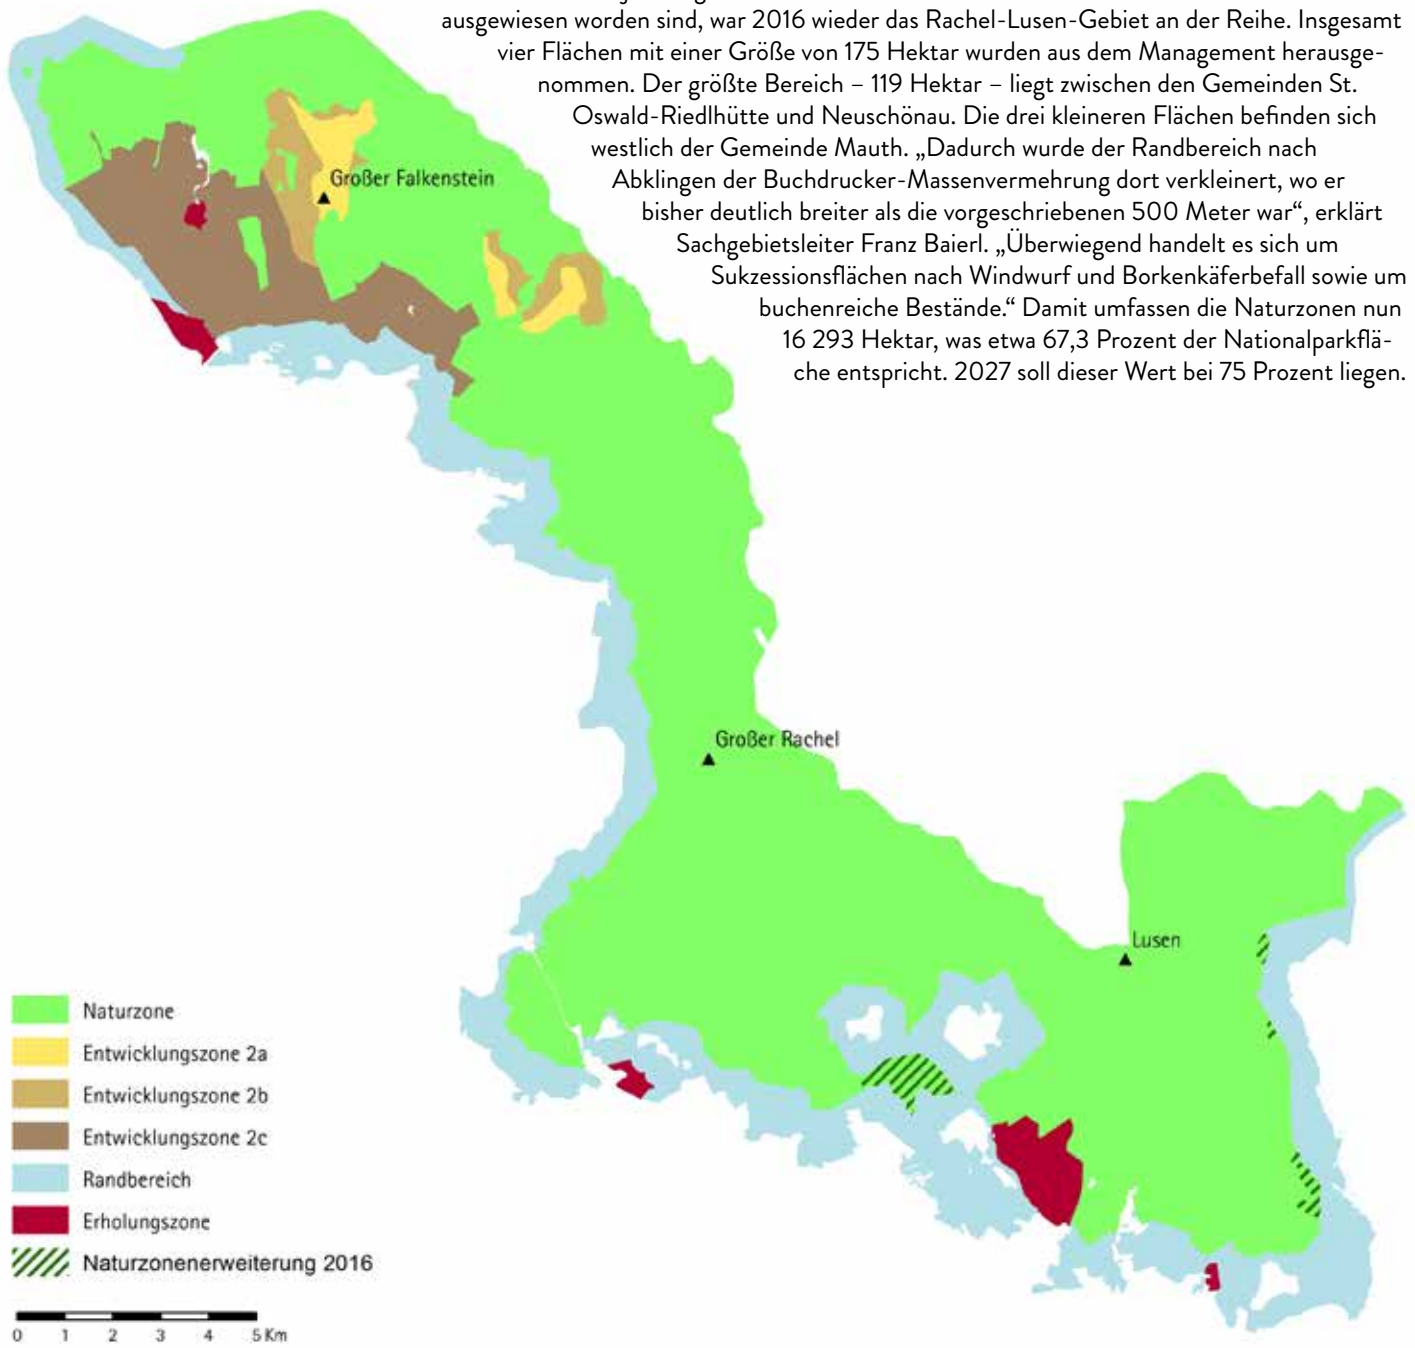 ausgewiesen worden sind, war 2016 wieder das Rachel-Lusen-Gebiet an der Reihe. Insgesamt
vier Flächen mit einer Größe von 175 Hektar wurden aus dem Management herausge-
nommen. Der größte Bereich – 119 Hektar – liegt zwischen den Gemeinden St.
Oswald-Riedlhütte und Neuschönau. Die drei kleineren Flächen befinden sich
westlich der Gemeinde Mauth. „Dadurch wurde der Randbereich nach
Abklingen der Buchdrucker-Massenvermehrung dort verkleinert, wo er
bisher deutlich breiter als die vorgeschriebenen 500 Meter war“, erklärt
Sachgebietsleiter Franz Baierl. „Überwiegend handelt es sich um
Sukzessionsflächen nach Windwurf und Borkenkäferbefall sowie um
buchenreiche Bestände.“ Damit umfassen die Naturzonen nun
16 293 Hektar, was etwa 67,3 Prozent der Nationalparkflä-
che entspricht. 2027 soll dieser Wert bei 75 Prozent liegen.
Großer Falkenstein
Großer Rachel
Lusen
Naturzone
Entwicklungszone 2a
Entwicklungszone 2b
Entwicklungszone 2c
Randbereich
Erholungszone
Naturzonenerweiterung 2016
0 1 2 3 4 5 Km